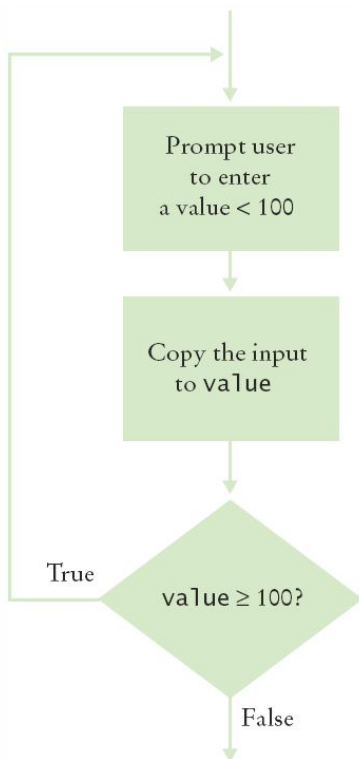 Prompt user
to enter
a value < 100
Copy the input
to value
True
value ≥ 100?
False